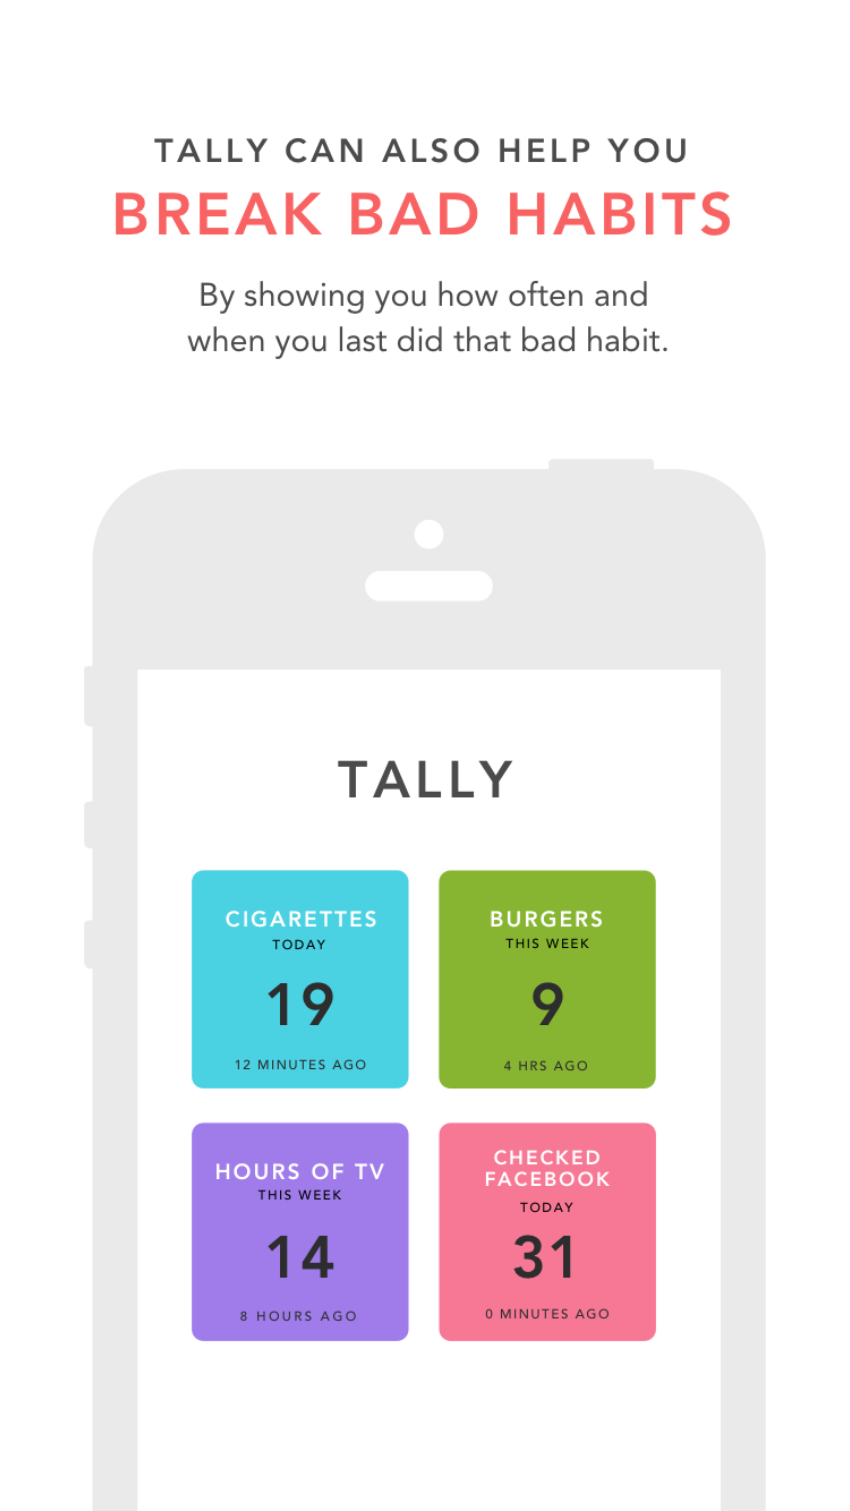 TALLY CAN ALSO HELP YOU
BREAK BAD HABITS
By showing you how often and
when you last did that bad habit.
TALLY
CIGARETTES
TODAY
19
12 MINUTES AGO
BURGERS
THIS WEEK
9
4 HRS AGO
HOURS OF TV
THIS WEEK
14
8 HOURS AGO
CHECKED
FACEBOOK
TODAY
31
0 MINUTES AGO